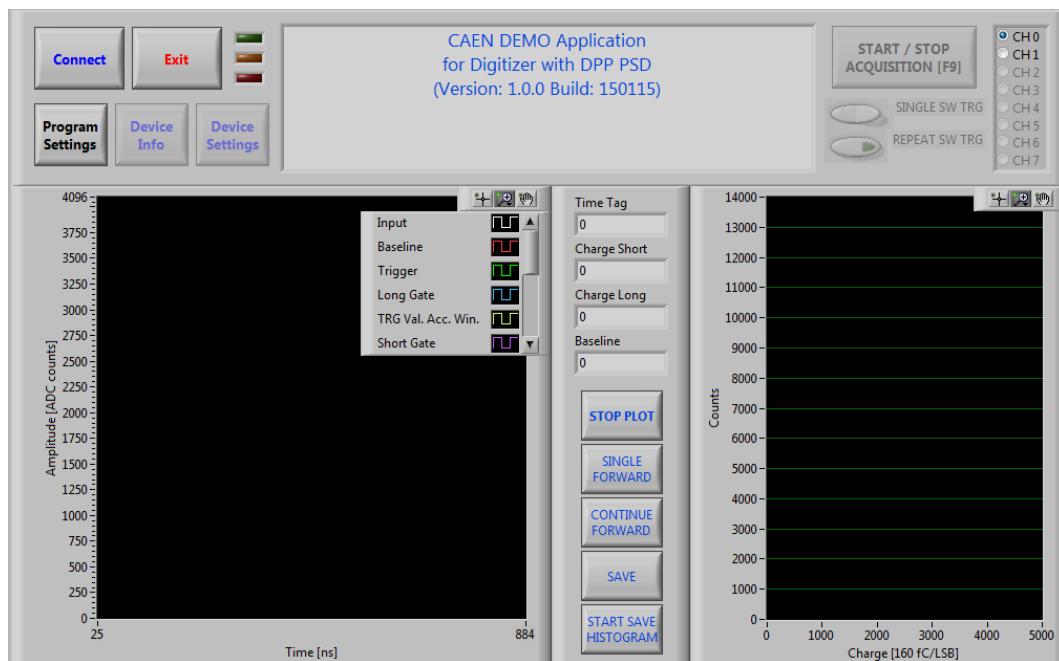 Connect
Exit
Program
Settings
Device
Info
Device
Settings
CAEN DEMO Application
for Digitizer with DPP PSD
(Version: 1.0.0 Build: 150115)
START / STOP
ACQUISITION [F9]
SINGLE SW TRG
REPEAT SW TRG
CH 0
CH 1
CH 2
CH 3
CH 4
CH 5
CH 6
CH 7
Amplitude [ADC counts]
4096
3750
3500
3250
3000
2750
2500
2250
2000
1750
1500
1250
1000
750
500
250
0
25
884
Time [ns]
Input
Baseline
Trigger
Long Gate
TRG Val. Acc. Win.
Short Gate
Time Tag
0
Charge Short
0
Charge Long
0
Baseline
0
STOP PLOT
SINGLE
FORWARD
CONTINUE
FORWARD
SAVE
START SAVE
HISTOGRAM
Counts
14000
13000
12000
11000
10000
9000
8000
7000
6000
5000
4000
3000
2000
1000
0
0
1000
2000
3000
4000
5000
Charge [160 fC/LSB]